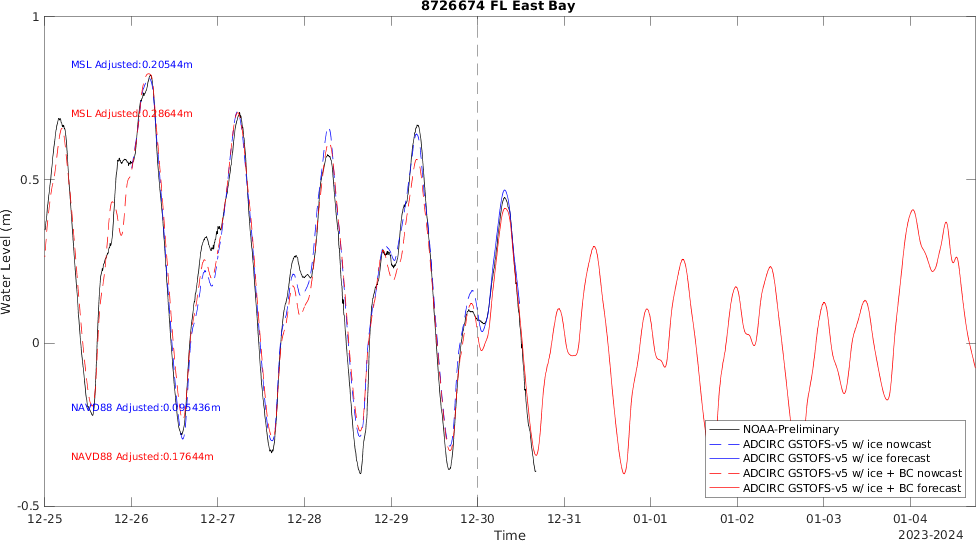 8726674 FL East Bay
1
MSL Adjusted:0.20544m
MSL Adjusted:0.28644m
0.5
Water Level (m)
0
NAVD88 Adjusted:0.095436m
NAVD88 Adjusted:0.17644m
NOAA-Preliminary
ADCIRC GSTOFS-v5 w/ ice nowcast
ADCIRC GSTOFS-v5 w/ ice forecast
ADCIRC GSTOFS-v5 w/ ice + BC nowcast
ADCIRC GSTOFS-v5 w/ ice + BC forecast
-0.5
12-25 12-26 12-27 12-28 12-29 12-30 12-31 01-01 01-02 01-03 01-04
Time
2023-2024